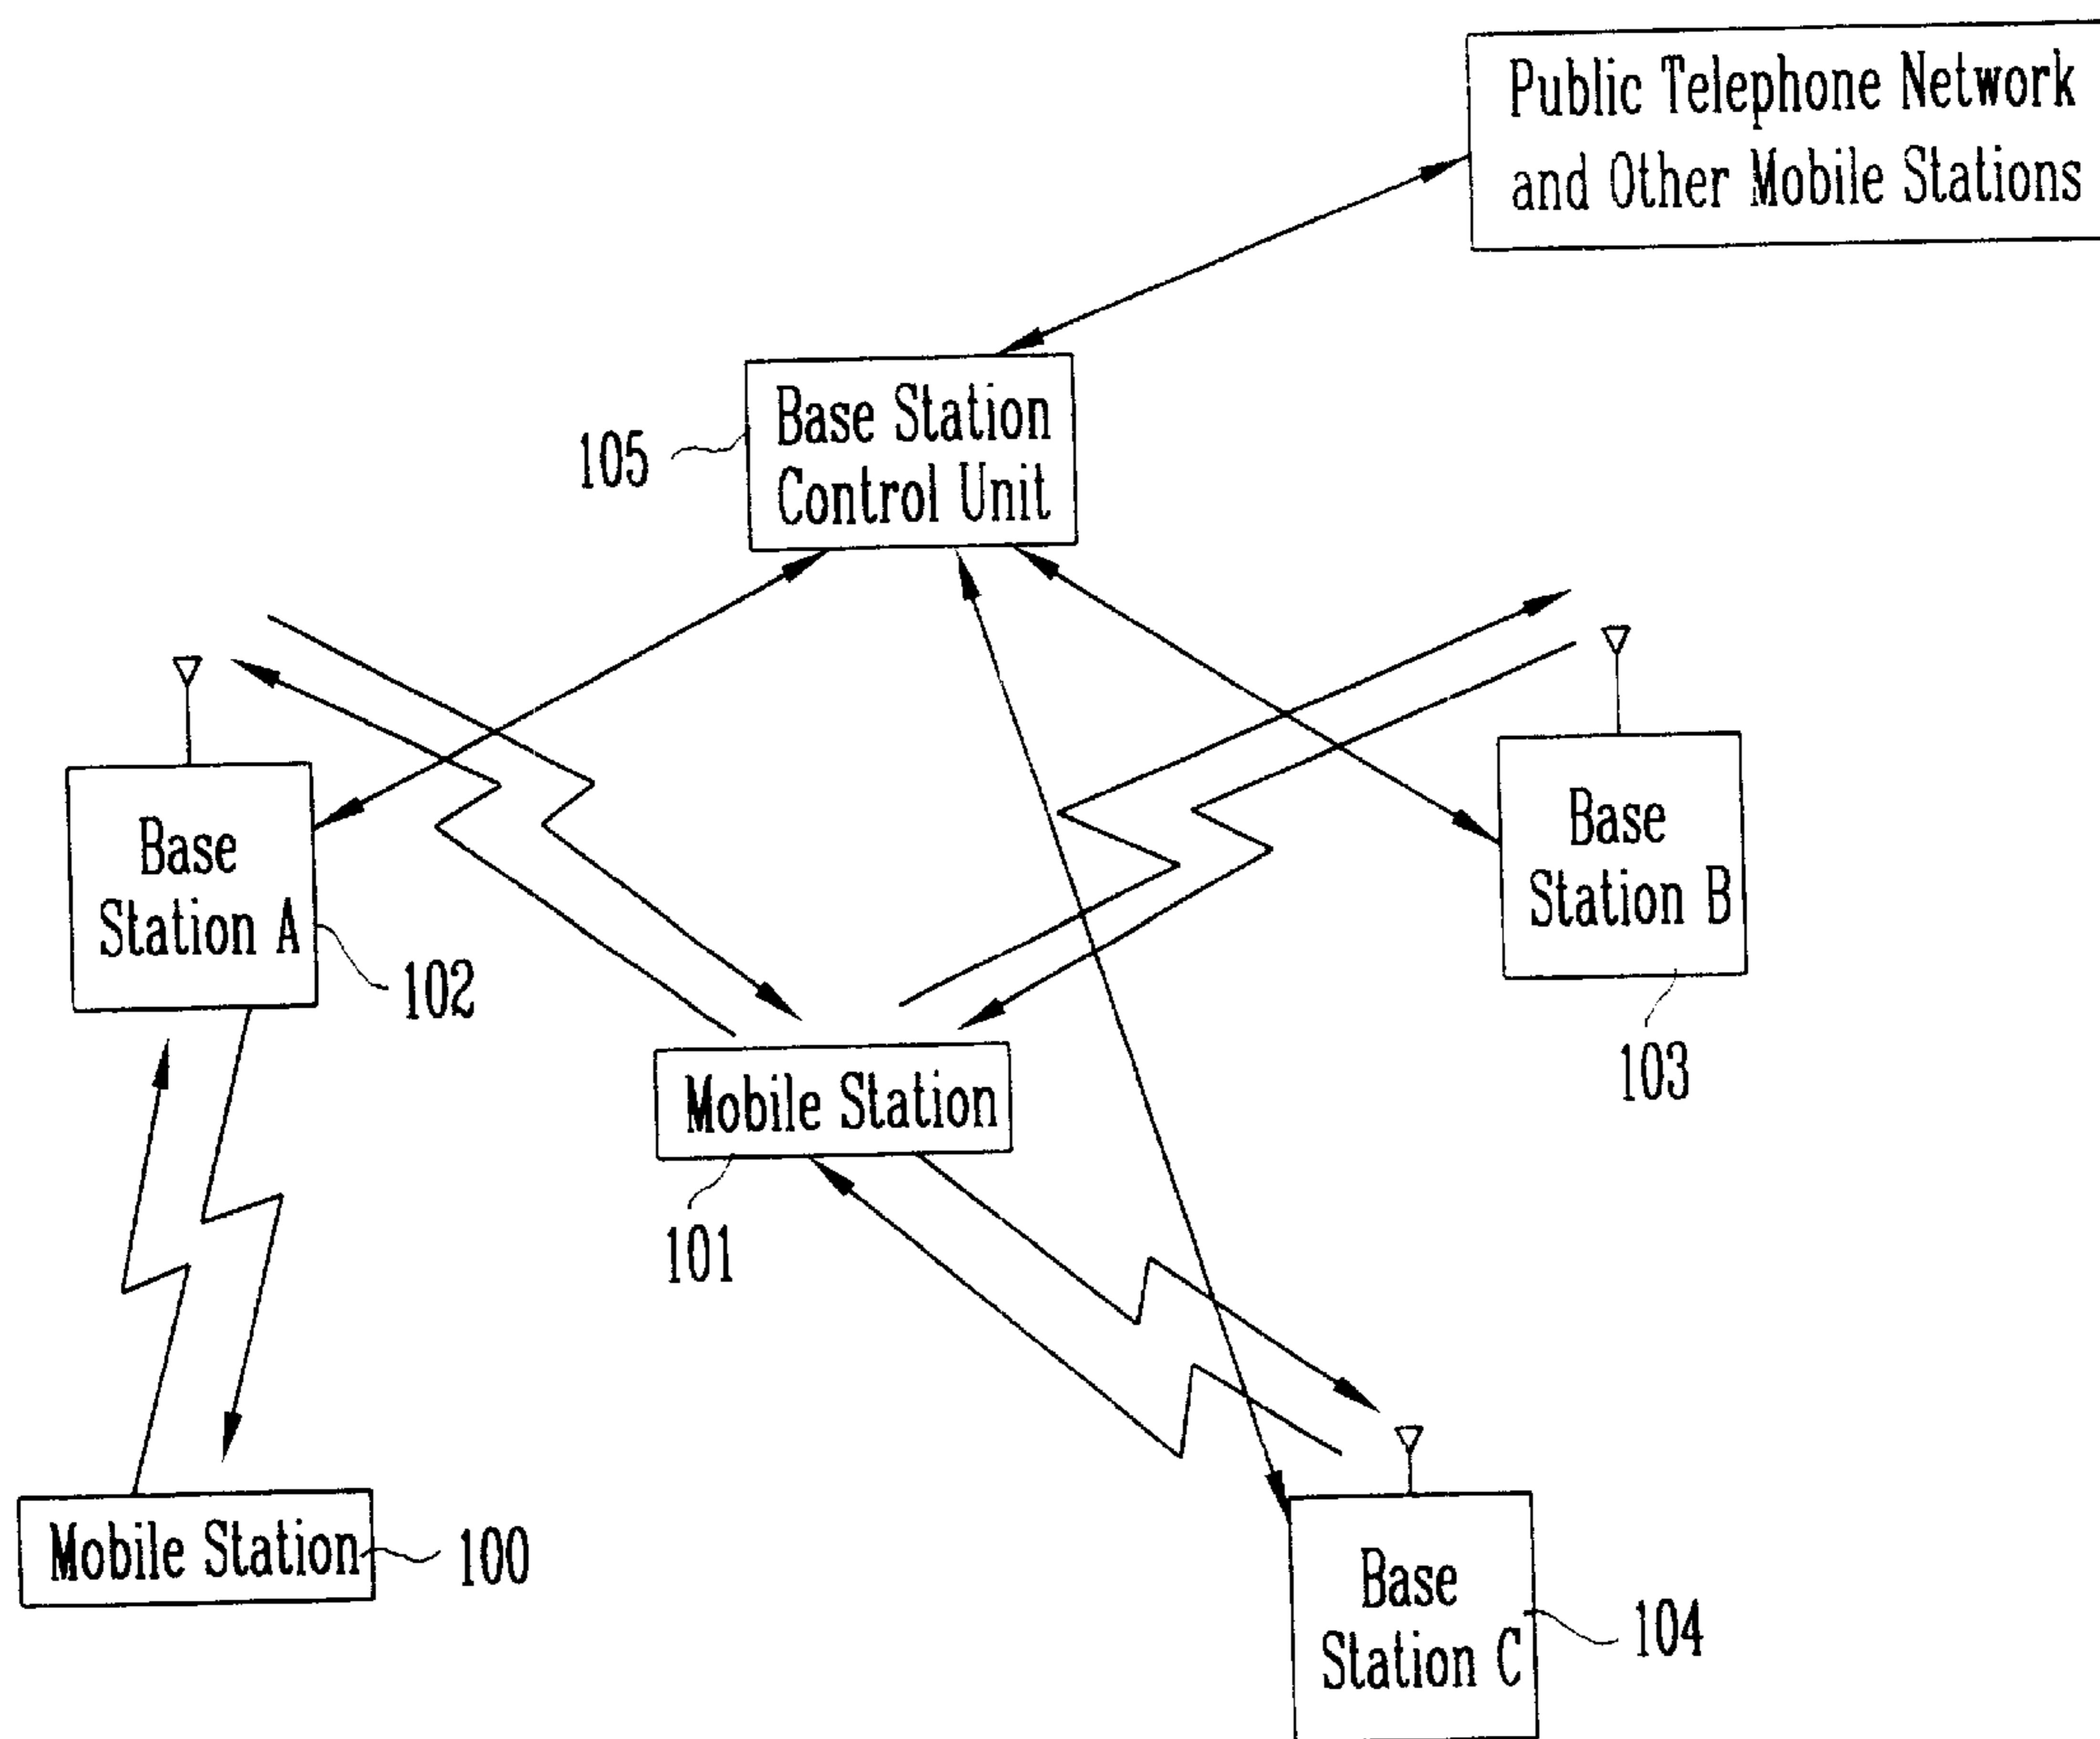 Public Telephone Network
and Other Mobile Stations
Base Station
Control Unit
105
Base
Station A
102
Base
Station B
103
Mobile Station
101
Mobile Station
100
Base
Station C
104